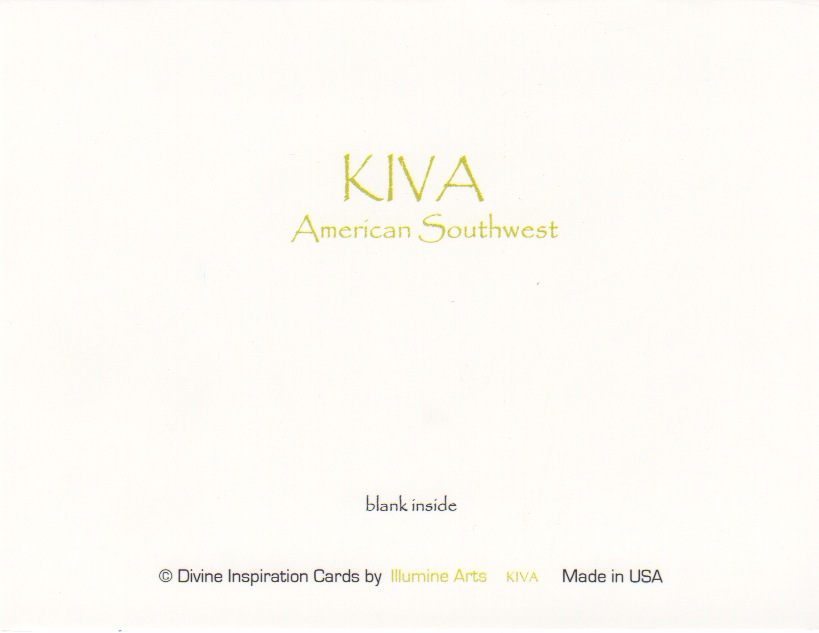 KIVA
American Southwest
blank inside
© Divine Inspiration Cards by Illumine Arts KIVA Made in USA